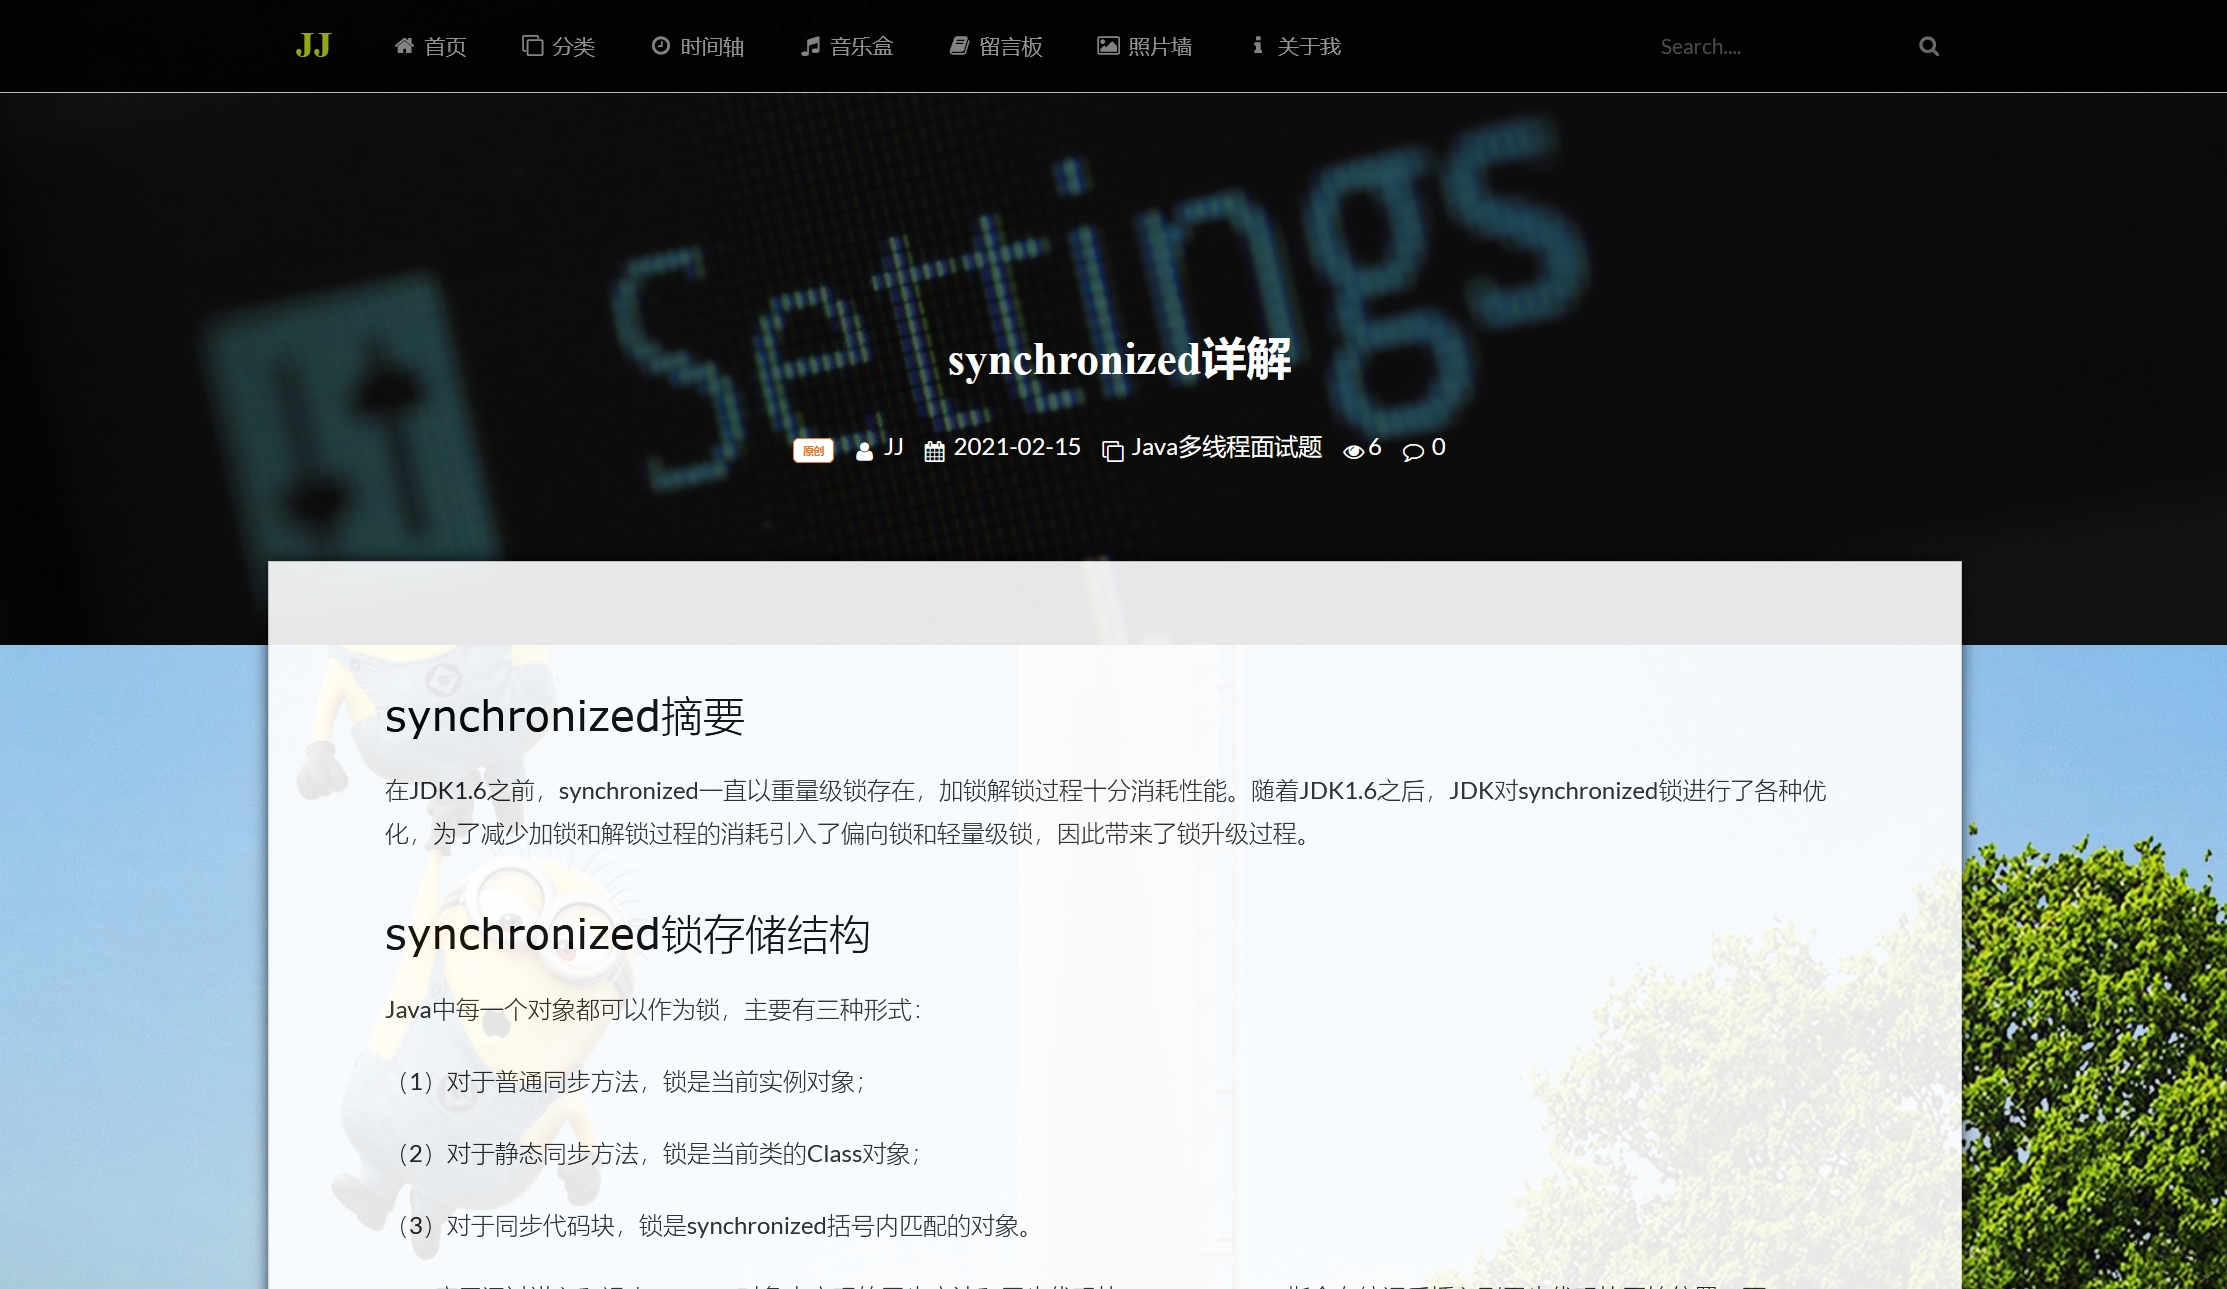 JJ 首页 分类 时间轴 音乐盒 留言板 照片墙 关于我 Search....
Settings
synchronized详解
原创 JJ 2021-02-15 Java多线程面试题 6 0
synchronized摘要
在JDK1.6之前，synchronized一直以重量级锁存在，加锁解锁过程十分消耗性能。随着JDK1.6之后，JDK对synchronized锁进行了各种优
化，为了减少加锁和解锁过程的消耗引入了偏向锁和轻量级锁，因此带来了锁升级过程。
synchronized锁存储结构
Java中每一个对象都可以作为锁，主要有三种形式：
（1）对于普通同步方法，锁是当前实例对象；
（2）对于静态同步方法，锁是当前类的Class对象；
（3）对于同步代码块，锁是synchronized括号内匹配的对象。